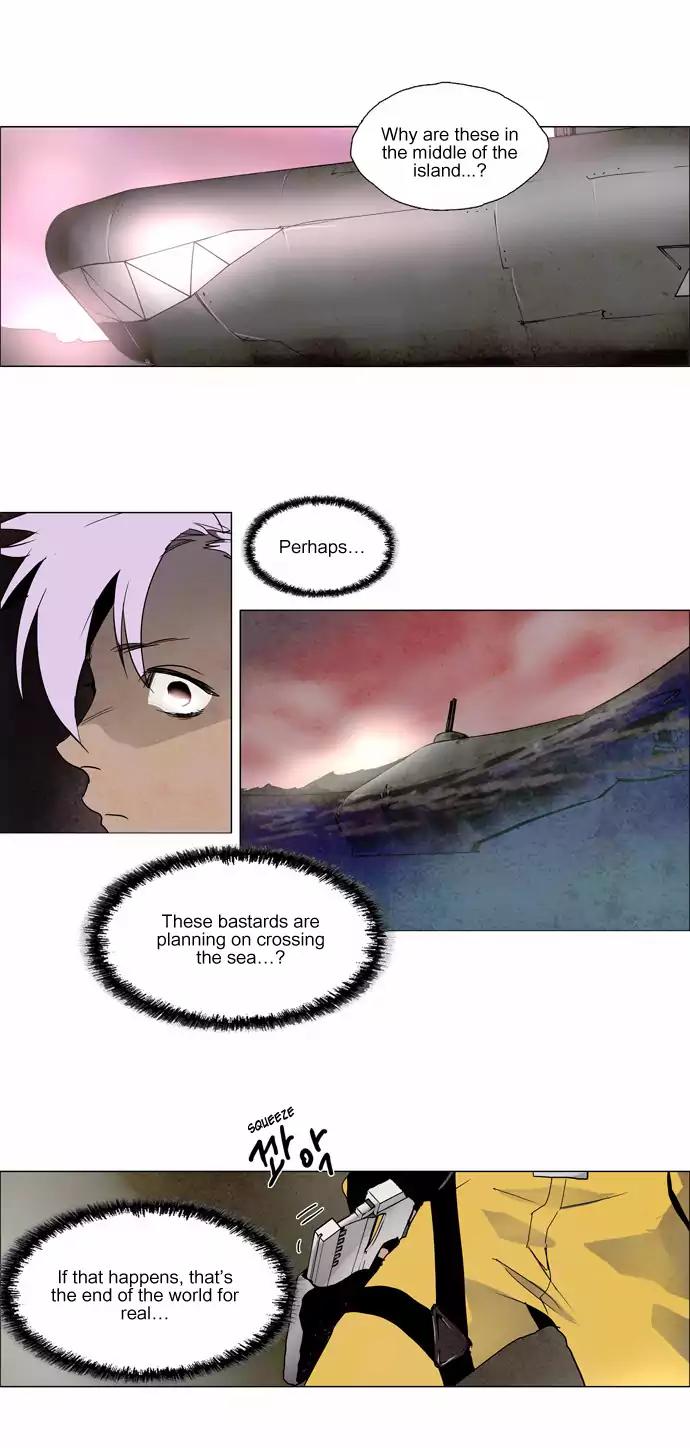 Why are these in
the middle of the
island...?
Perhaps...
These bastards are
planning on crossing
the sea...?
SQUEEZE
꽈악
If that happens, that's
the end of the world for
real...